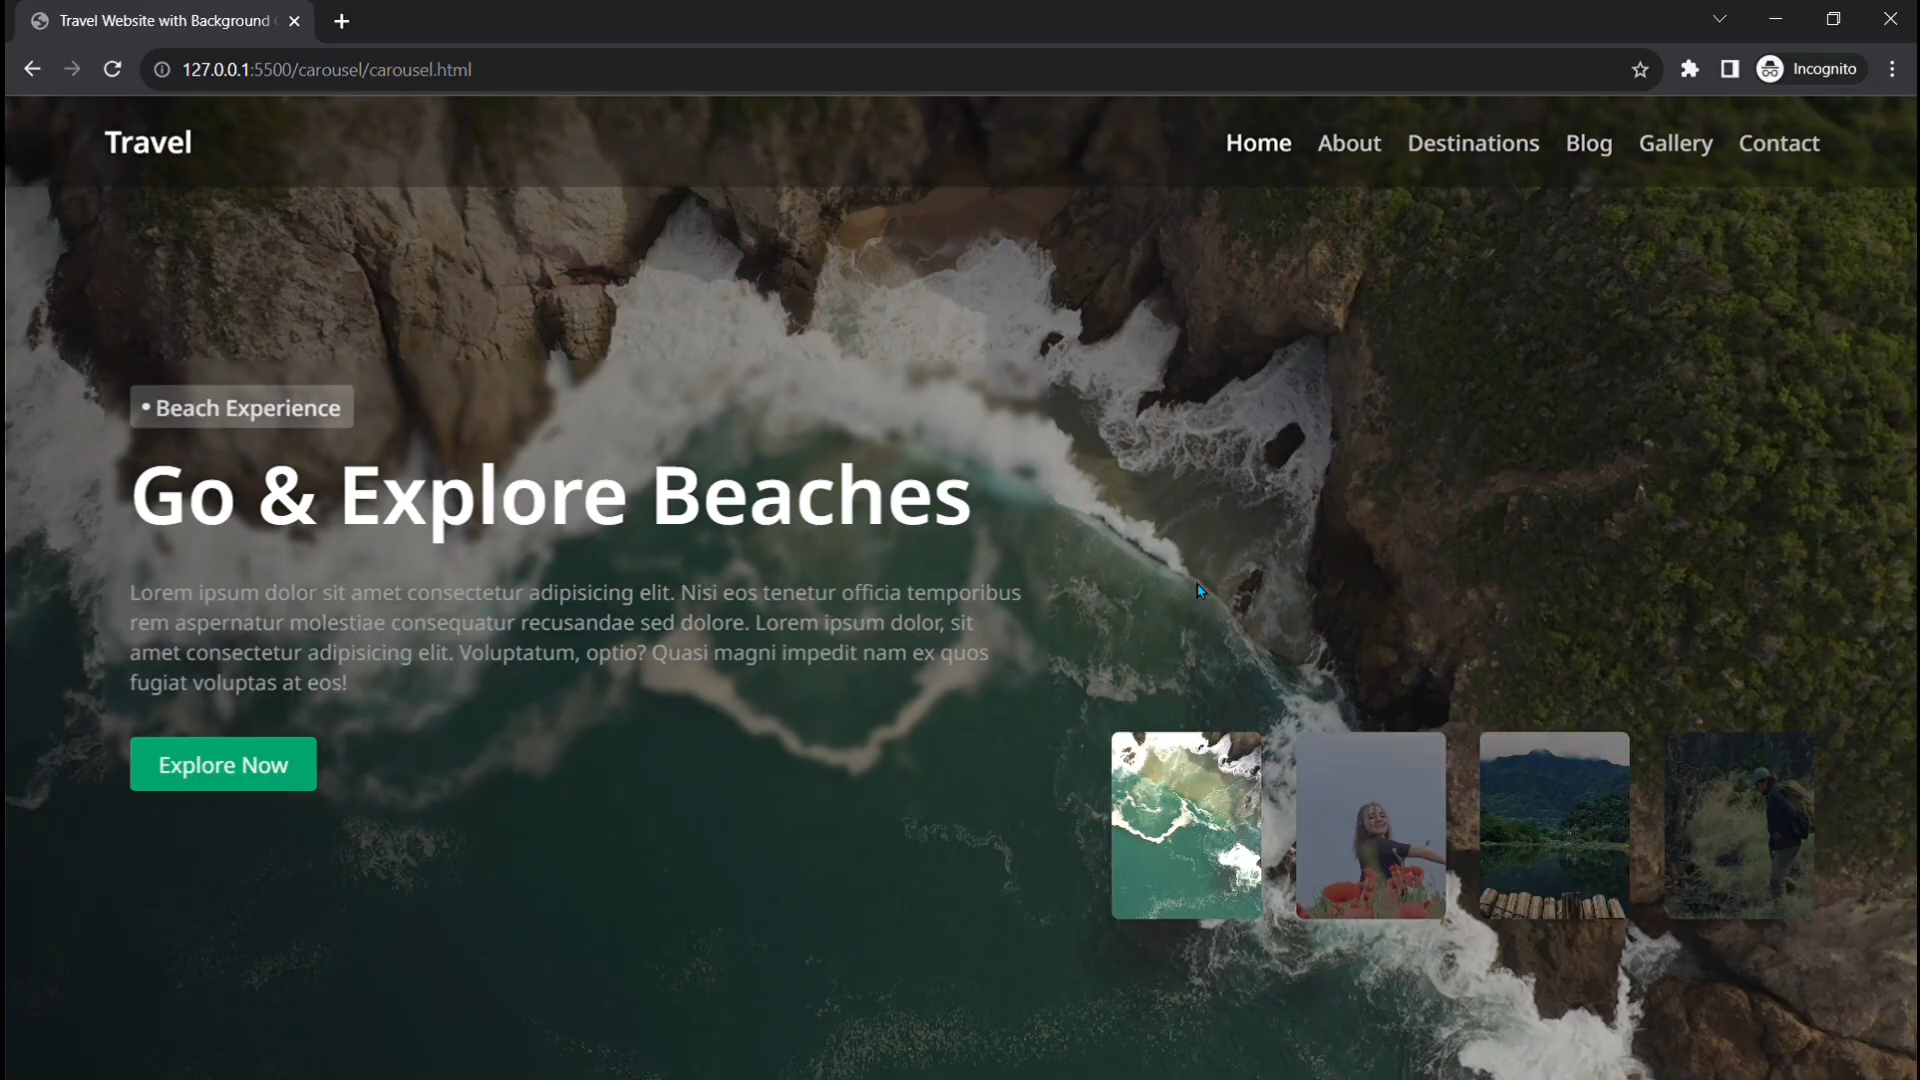 Travel Website with Background
127.0.0.1:5500/carousel/carousel.html
Incognito
Travel
Home About Destinations Blog Gallery Contact
• Beach Experience
Go & Explore Beaches
Lorem ipsum dolor sit amet consectetur adipisicing elit. Nisi eos tenetur officia temporibus
rem aspernatur molestiae consequatur recusandae sed dolore. Lorem ipsum dolor, sit
amet consectetur adipisicing elit. Voluptatum, optio? Quasi magni impedit nam ex quos
fugiat voluptas at eos!
Explore Now